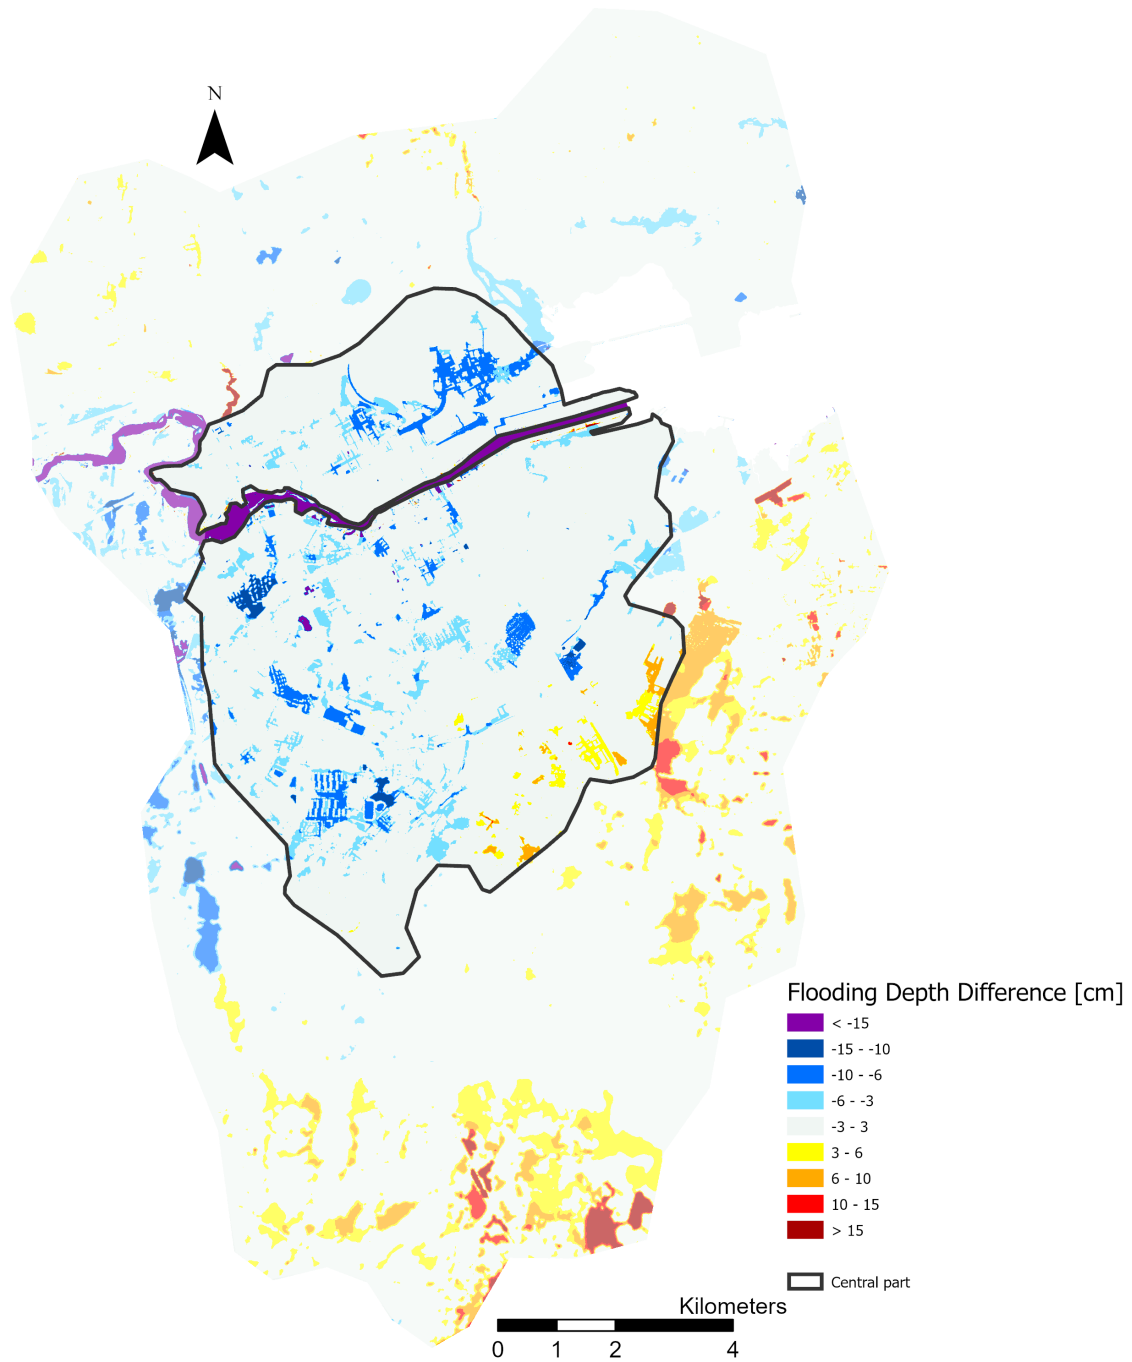 N
Flooding Depth Difference [cm]
< -15
-15 - -10
-10 - -6
-6 - -3
-3 - 3
3 - 6
6 - 10
10 - 15
> 15
Central part
Kilometers
0 1 2 4